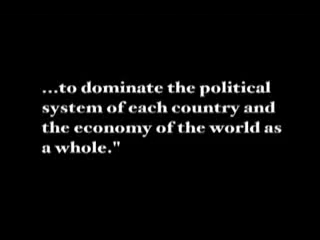 ...to dominate the political
system of each country and
the economy of the world as
a whole."